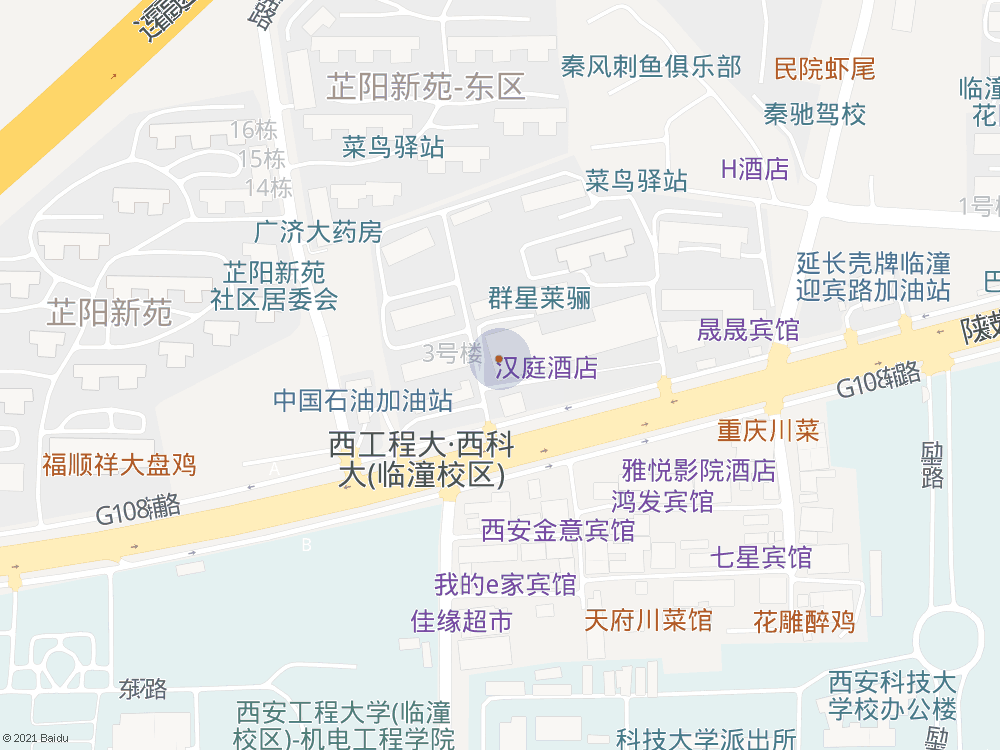 秦风刺鱼俱乐部
民院虾尾
芷阳新苑-东区
临潼
花
秦驰驾校
16栋
菜鸟驿站
15栋
H酒店
14栋
菜鸟驿站
1号楼
广济大药房
芷阳新苑
社区居委会
延长壳牌临潼
迎宾路加油站
巴
群星莱骊
芷阳新苑
晟晟宾馆
3号楼
汉庭酒店
G108辅路
中国石油加油站
重庆川菜
西工程大·西科
大(临潼校区)
福顺祥大盘鸡
A
雅悦影院酒店
励
路
鸿发宾馆
G108辅路
西安金意宾馆
B
七星宾馆
我的e家宾馆
佳缘超市
天府川菜馆
花雕醉鸡
西安科技大
学校办公楼
西安工程大学(临潼
校区)-机电工程学院
科技大学派出所
励
© 2021 Baidu